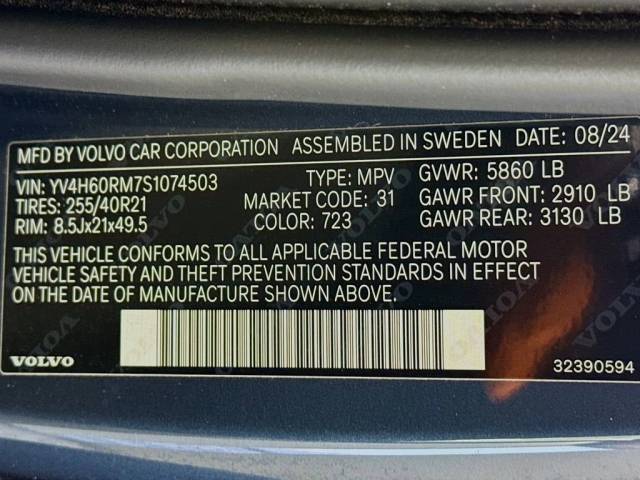 MFD BY VOLVO CAR CORPORATION ASSEMBLED IN SWEDEN DATE: 08/24
VIN: YV4H60RM7S1074503 TYPE: MPV GVWR: 5860 LB
TIRES: 255/40R21 MARKET CODE: 31 GAWR FRONT: 2910 LB
RIM: 8.5Jx21x49.5 COLOR: 723 GAWR REAR: 3130 LB
THIS VEHICLE CONFORMS TO ALL APPLICABLE FEDERAL MOTOR
VEHICLE SAFETY AND THEFT PREVENTION STANDARDS IN EFFECT
ON THE DATE OF MANUFACTURE SHOWN ABOVE.
VOLVO 32390594